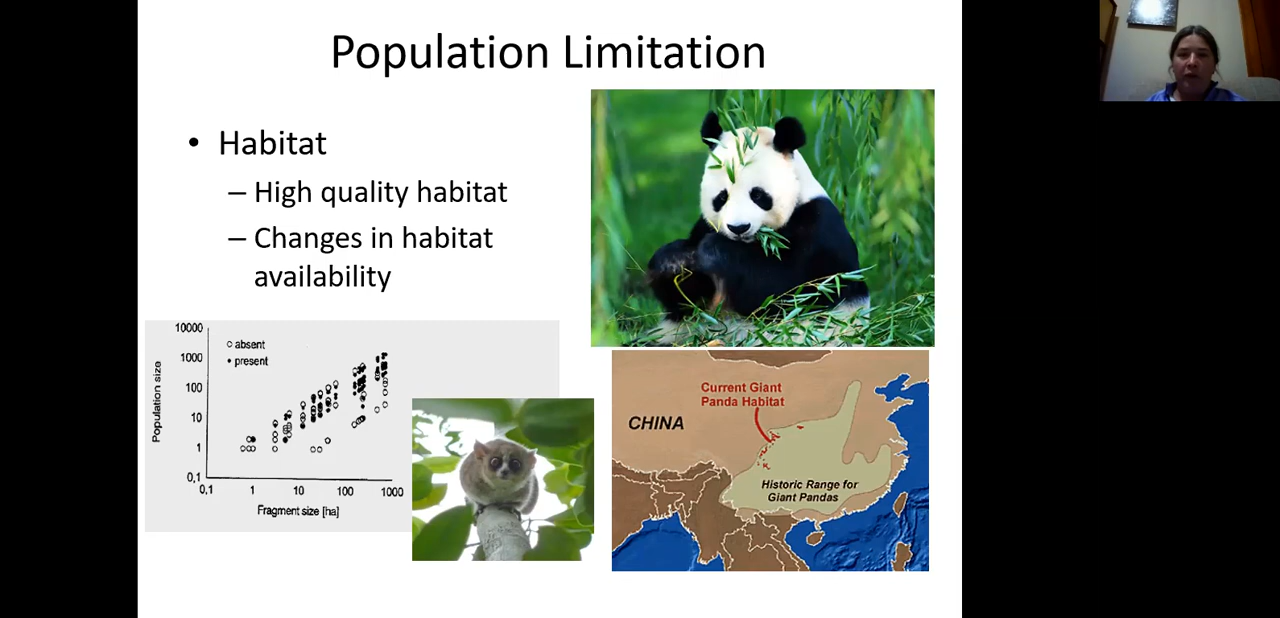 Population Limitation
• Habitat
– High quality habitat
– Changes in habitat
availability
10000
1000
100
10
1
0,1
Population size
○ absent
• present
0,1 1 10 100 1000
Fragment size [ha]
Current Giant
Panda Habitat
CHINA
Historic Range for
Giant Pandas